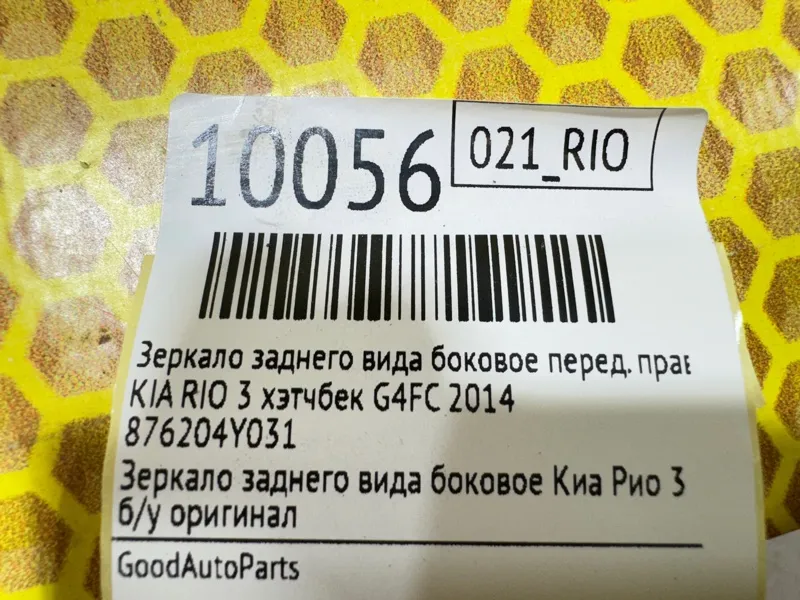 10056
021_RIO
Зеркало заднего вида боковое перед. прав
KIA RIO 3 хэтчбек G4FC 2014
876204Y031
Зеркало заднего вида боковое Киа Рио 3
б/у оригинал
GoodAutoParts